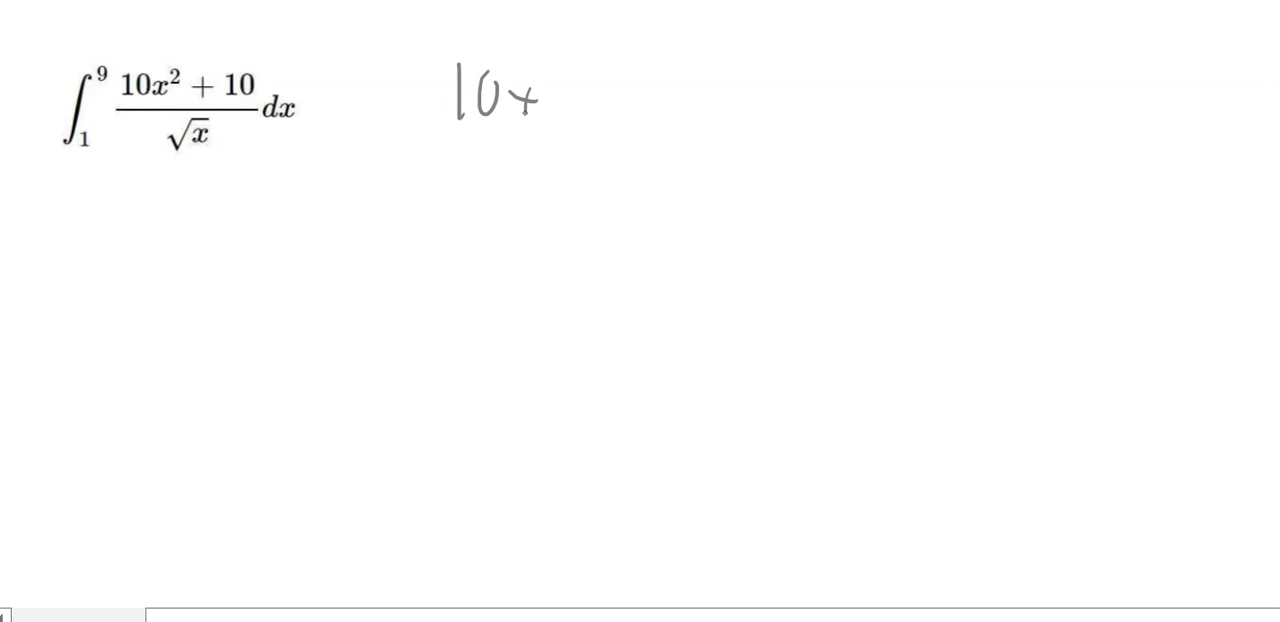 ∫₁⁹ (10x² + 10)/√x dx
10x